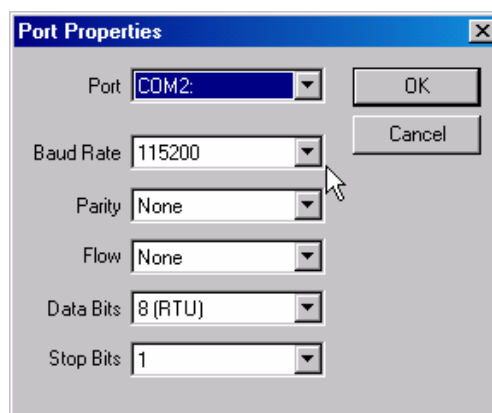 Port Properties
Port COM2: OK
Cancel
Baud Rate 115200
Parity None
Flow None
Data Bits 8 (RTU)
Stop Bits 1